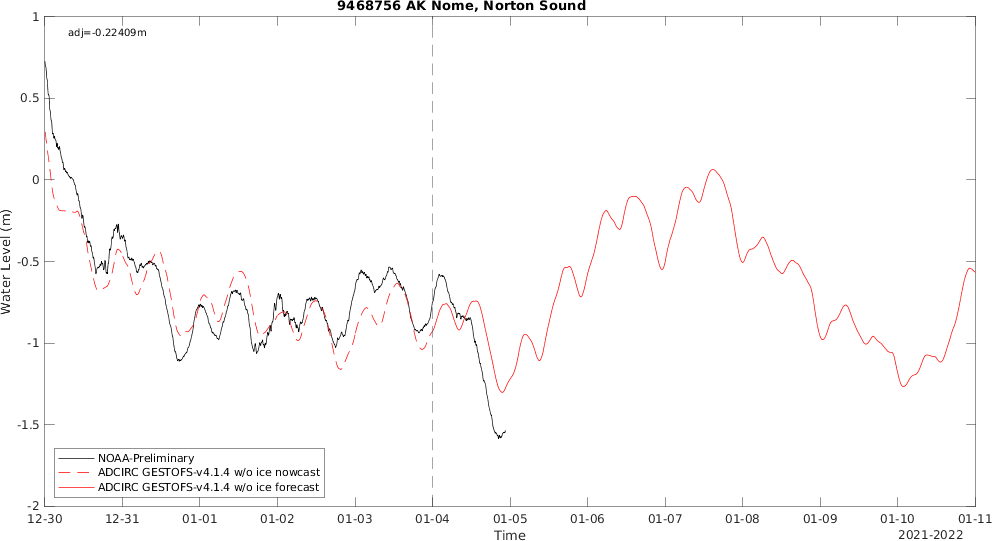 9468756 AK Nome, Norton Sound
adj=-0.22409m
Water Level (m)
1
0.5
0
-0.5
-1
-1.5
-2
NOAA-Preliminary
ADCIRC GESTOFS-v4.1.4 w/o ice nowcast
ADCIRC GESTOFS-v4.1.4 w/o ice forecast
12-30 12-31 01-01 01-02 01-03 01-04 01-05 01-06 01-07 01-08 01-09 01-10 01-11
Time
2021-2022